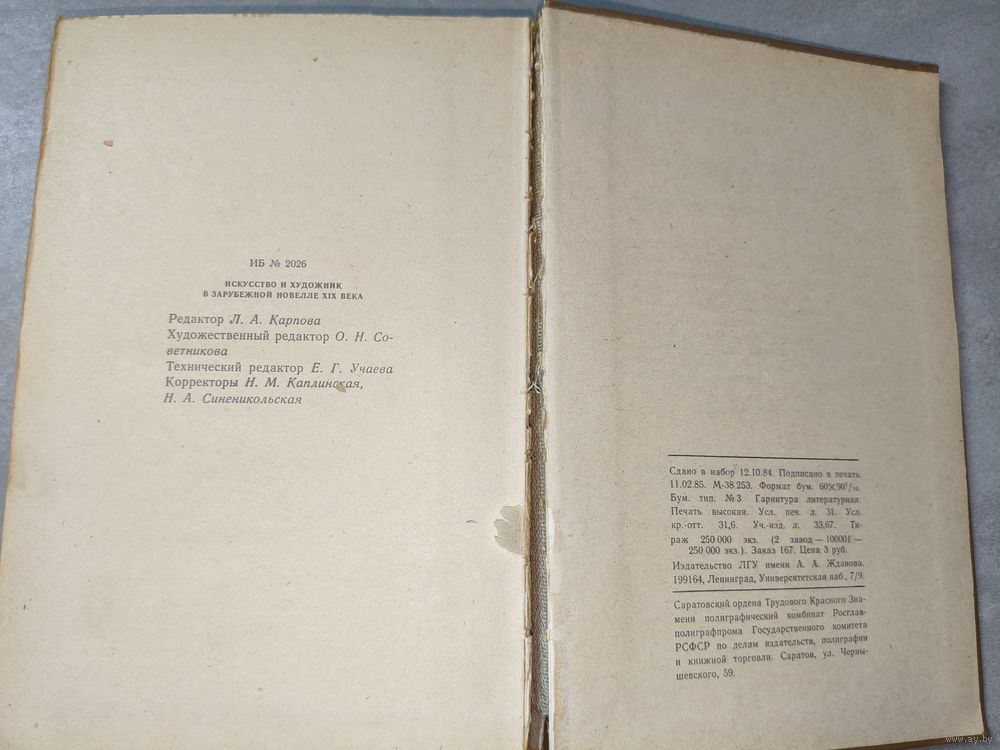 ИБ № 2026
ИСКУССТВО И ХУДОЖНИК
В ЗАРУБЕЖНОЙ НОВЕЛЛЕ XIX ВЕКА
Редактор Л. А. Карпова
Художественный редактор О. Н. Со-
ветникова
Технический редактор Е. Г. Учаева
Корректоры Н. М. Каплинская,
Н. А. Синеникольская
Сдано в набор 12.10.84. Подписано в печать
11.02.85. М-38 253. Формат бум. 60×90¹/₁₆.
Бум. тип. № 3 Гарнитура литературная.
Печать высокая. Усл. печ. л. 31. Усл.
кр.-отт. 31,6. Уч.-изд. л. 33,67. Ти-
раж 250 000 экз. (2 завод — 100001 —
250 000 экз.). Заказ 167. Цена 3 руб.
Издательство ЛГУ имени А. А. Жданова.
199164, Ленинград, Университетская наб., 7/9.
Саратовский ордена Трудового Красного Зна-
мени полиграфический комбинат Росглав-
полиграфпрома Государственного комитета
РСФСР по делам издательств, полиграфии
и книжной торговли. Саратов, ул. Черны-
шевского, 59.
www.ay.by